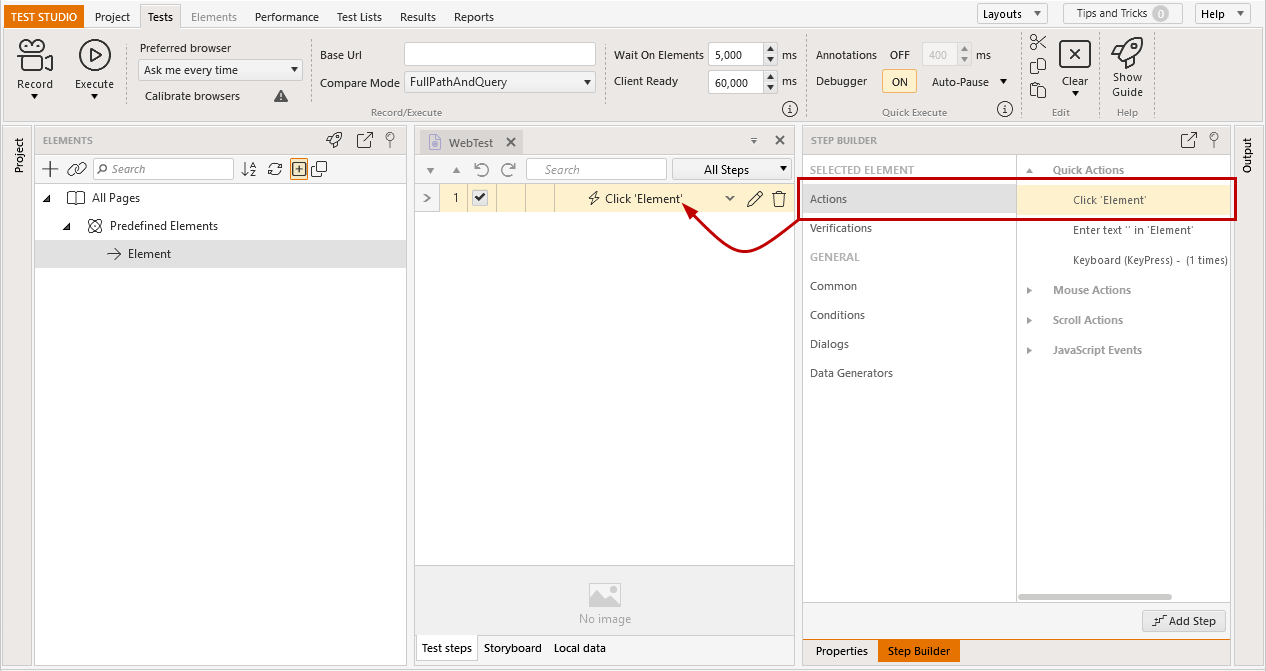 TEST STUDIO Project Tests Elements Performance Test Lists Results Reports Layouts Tips and Tricks 0 Help
Record
Execute
Preferred browser
Ask me every time
Calibrate browsers
Base Url
Compare Mode FullPathAndQuery
Record/Execute
Wait On Elements 5,000 ms
Client Ready 60,000 ms
Annotations OFF 400 ms
Debugger ON Auto-Pause
Quick Execute
Clear
Edit
Show
Guide
Help
Project
ELEMENTS
Search
All Pages
Predefined Elements
Element
WebTest
Search All Steps
1 Click 'Element'
No image
Test steps Storyboard Local data
STEP BUILDER
SELECTED ELEMENT
Actions
Verifications
GENERAL
Common
Conditions
Dialogs
Data Generators
Quick Actions
Click 'Element'
Enter text '' in 'Element'
Keyboard (KeyPress) - (1 times)
Mouse Actions
Scroll Actions
JavaScript Events
Add Step
Properties Step Builder
Output